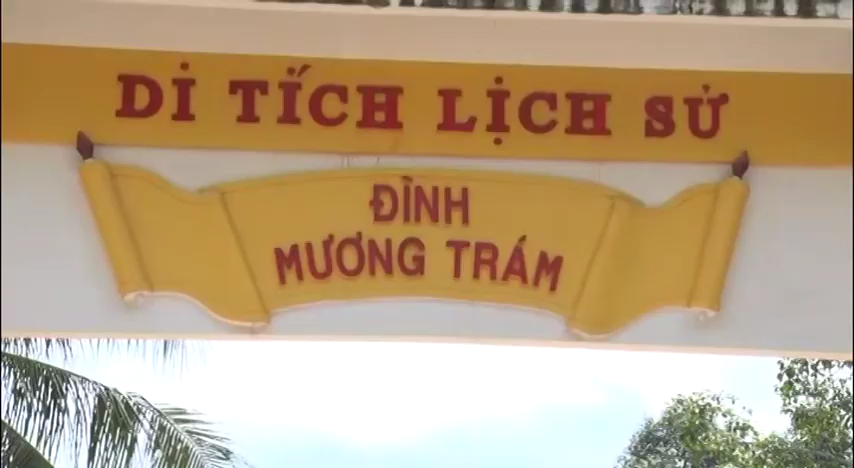 DI TÍCH LỊCH SỬ
ĐÌNH
MƯƠNG TRÁM